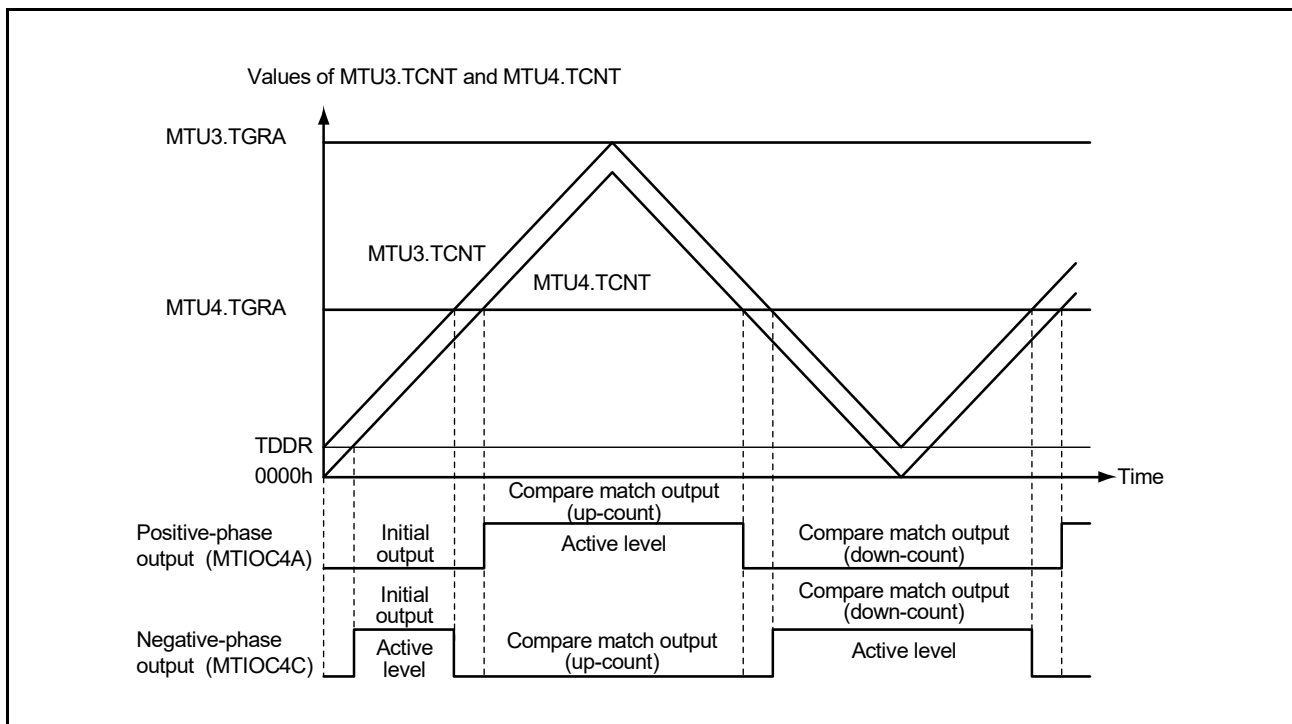 Values of MTU3.TCNT and MTU4.TCNT
MTU3.TGRA
MTU3.TCNT
MTU4.TCNT
MTU4.TGRA
TDDR
0000h
Time
Compare match output
(up-count)
Positive-phase
output (MTIOC4A)
Initial
output
Active level
Compare match output
(down-count)
Initial
output
Compare match output
(down-count)
Negative-phase
output (MTIOC4C)
Active
level
Compare match output
(up-count)
Active level